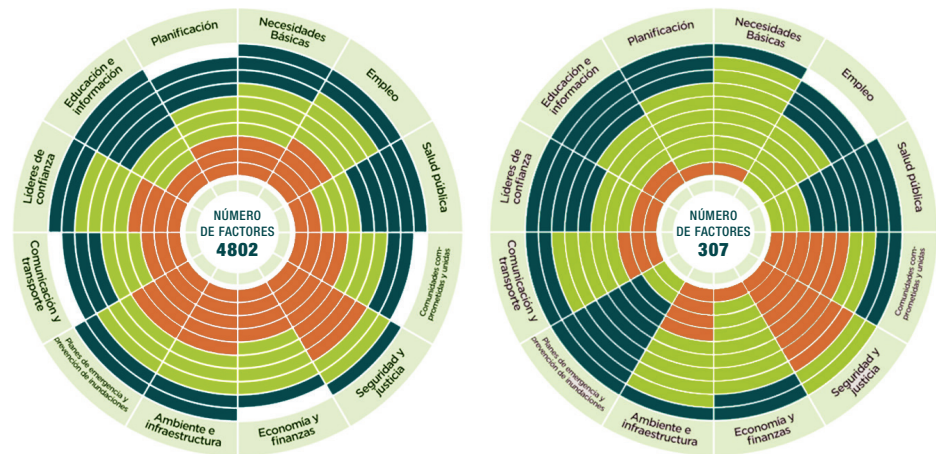 Planificación
Necesidades
Básicas
Empleo
Salud pública
Comunidades com-
prometidas y unidas
Seguridad y
justicia
Economía y
finanzas
Ambiente e
infraestructura
Planes de emergencia y
prevención de inundaciones
Comunicación y
transporte
Líderes de
confianza
Educación e
información
NÚMERO
DE FACTORES
4802
Planificación
Necesidades
Básicas
Empleo
Salud pública
Comunidades com-
prometidas y unidas
Seguridad y
justicia
Economía y
finanzas
Ambiente e
infraestructura
Planes de emergencia y
prevención de inundaciones
Comunicación y
transporte
Líderes de
confianza
Educación e
información
NÚMERO
DE FACTORES
307